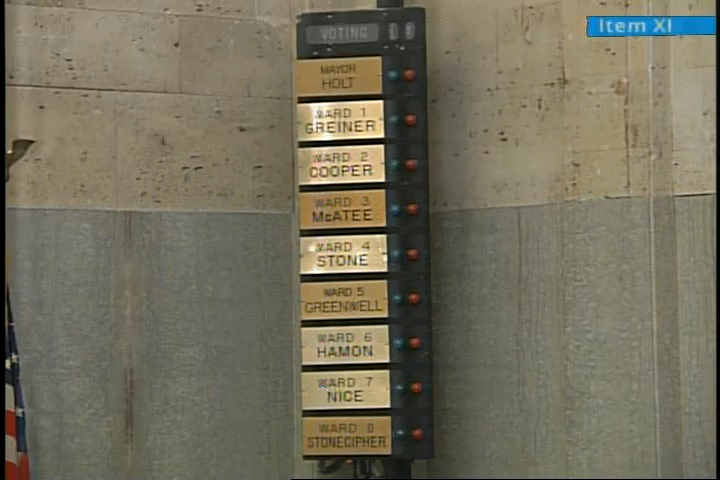 Item XI
VOTING
MAYOR
HOLT
WARD 1
GREINER
WARD 2
COOPER
WARD 3
McATEE
WARD 4
STONE
WARD 5
GREENWELL
WARD 6
HAMON
WARD 7
NICE
WARD 8
STONECIPHER